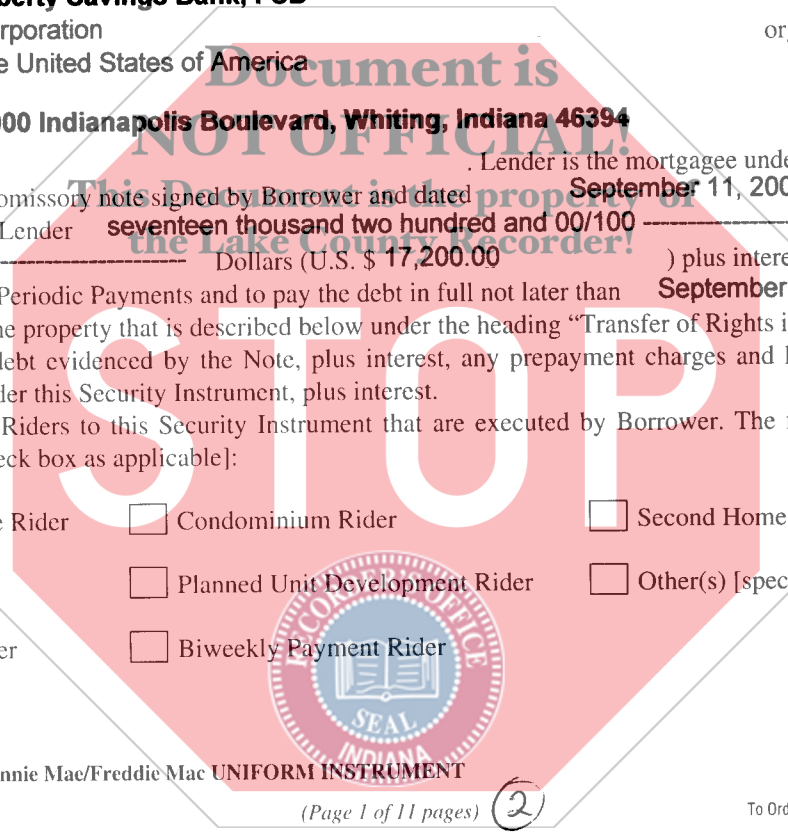 Savings Bank, FSB
rporation
e United States of America
Document is
00 Indianapolis Boulevard, Whiting, Indiana 46394
NOT OFFICIAL!
. Lender is the mortgagee unde
omissory note signed by Borrower and dated September 11, 200
This Document is the property of
Lender seventeen thousand two hundred and 00/100
the Lake County Recorder!
Dollars (U.S. $ 17,200.00 ) plus intere
Periodic Payments and to pay the debt in full not later than September
ne property that is described below under the heading “Transfer of Rights i
debt evidenced by the Note, plus interest, any prepayment charges and l
der this Security Instrument, plus interest.
Riders to this Security Instrument that are executed by Borrower. The
eck box as applicable]:
STOP
e Rider Condominium Rider Second Home
Planned Unit Development Rider Other(s) [spec
er Biweekly Payment Rider
RECORDER'S OFFICE
SEAL
INDIANA
nnie Mae/Freddie Mac UNIFORM INSTRUMENT
(Page 1 of 11 pages) 2
To Ord